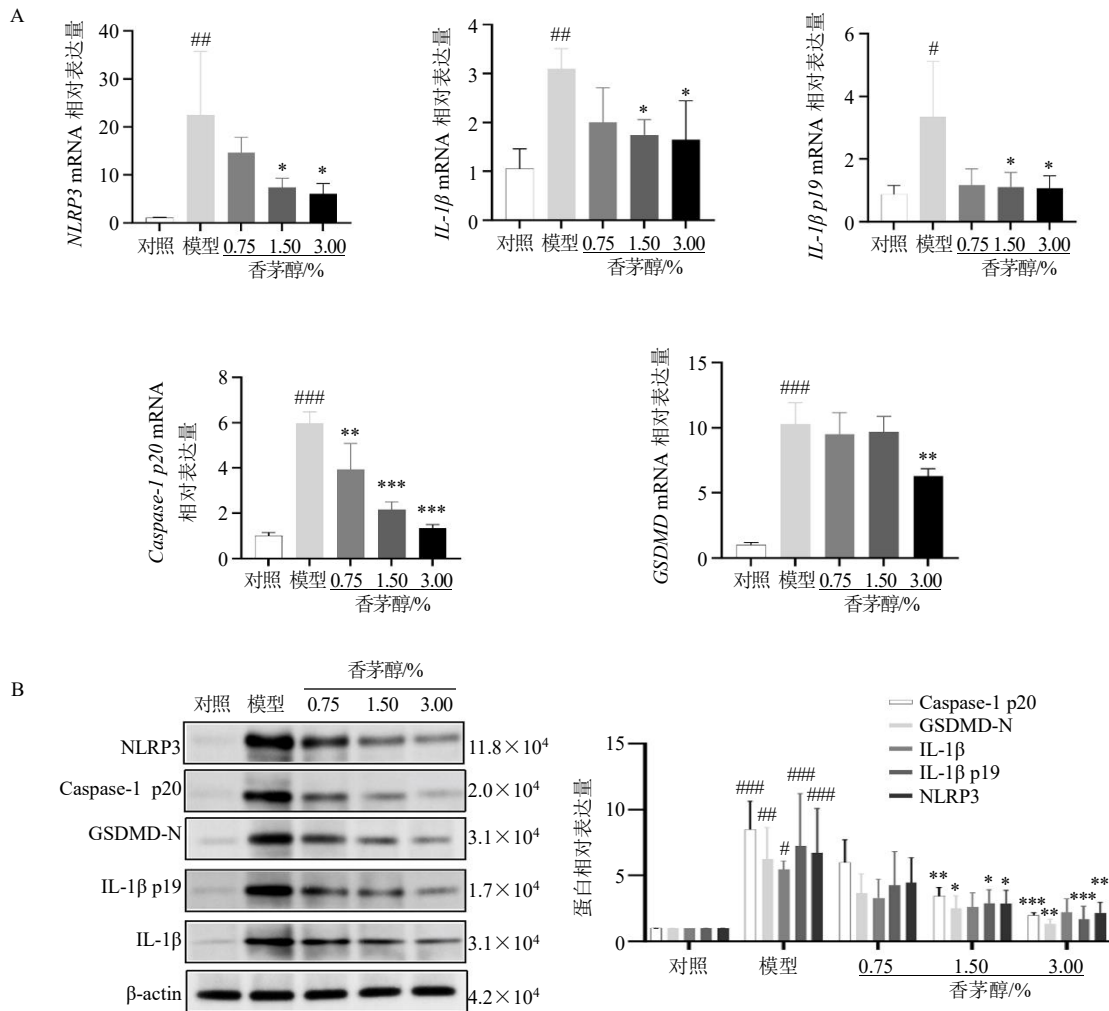 A
NLRP3 mRNA 相对表达量
40
30
20
10
0
##
*
*
对照 模型 0.75 1.50 3.00
香茅醇/%
IL-1β mRNA 相对表达量
4
3
2
1
0
##
*
*
对照 模型 0.75 1.50 3.00
香茅醇/%
IL-1β p19 mRNA 相对表达量
6
4
2
0
#
*
*
对照 模型 0.75 1.50 3.00
香茅醇/%
Caspase-1 p20 mRNA
相对表达量
8
6
4
2
0
###
**
***
***
对照 模型 0.75 1.50 3.00
香茅醇/%
GSDMD mRNA 相对表达量
15
10
5
0
###
**
对照 模型 0.75 1.50 3.00
香茅醇/%
B
香茅醇/%
对照 模型 0.75 1.50 3.00
NLRP3 11.8×10⁴
Caspase-1 p20 2.0×10⁴
GSDMD-N 3.1×10⁴
IL-1β p19 1.7×10⁴
IL-1β 3.1×10⁴
β-actin 4.2×10⁴
Caspase-1 p20
GSDMD-N
IL-1β
IL-1β p19
NLRP3
蛋白相对表达量
15
10
5
0
### ## # ### ###
** * * *
*** ** *** **
对照 模型 0.75 1.50 3.00
香茅醇/%